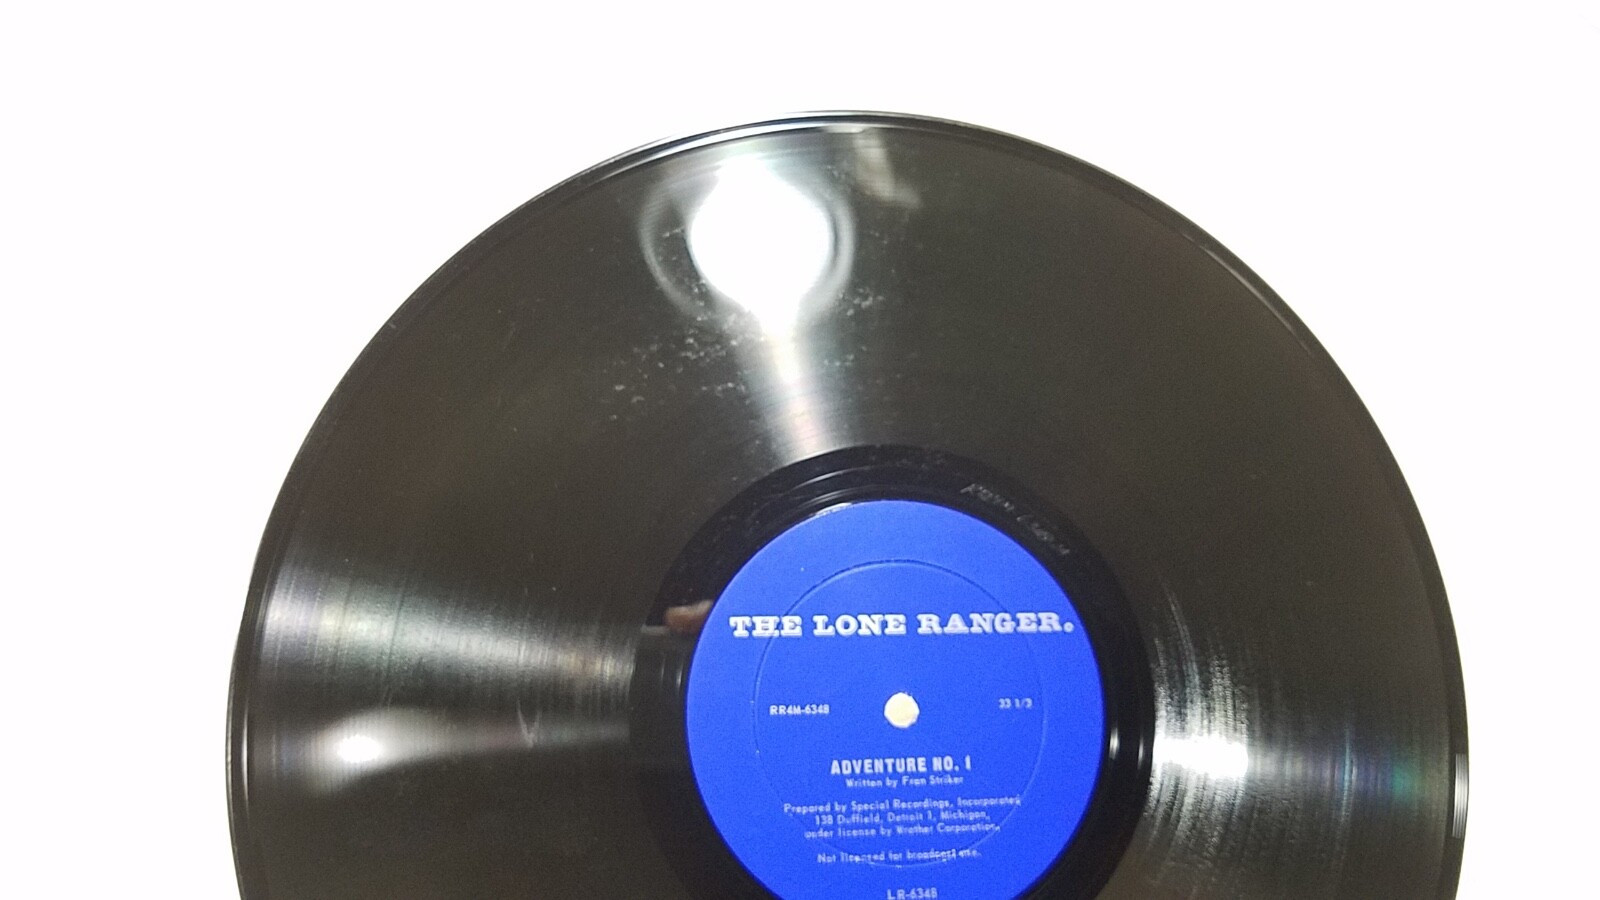 THE LONE RANGER.
RR4M-6348
33 1/3
ADVENTURE NO. 1
Written by Fran Striker
Prepared by Special Recordings, Incorporated
138 Duffield, Detroit 1, Michigan,
under license by Wrather Corporation,
Not licensed for broadcast use.
LR-6348